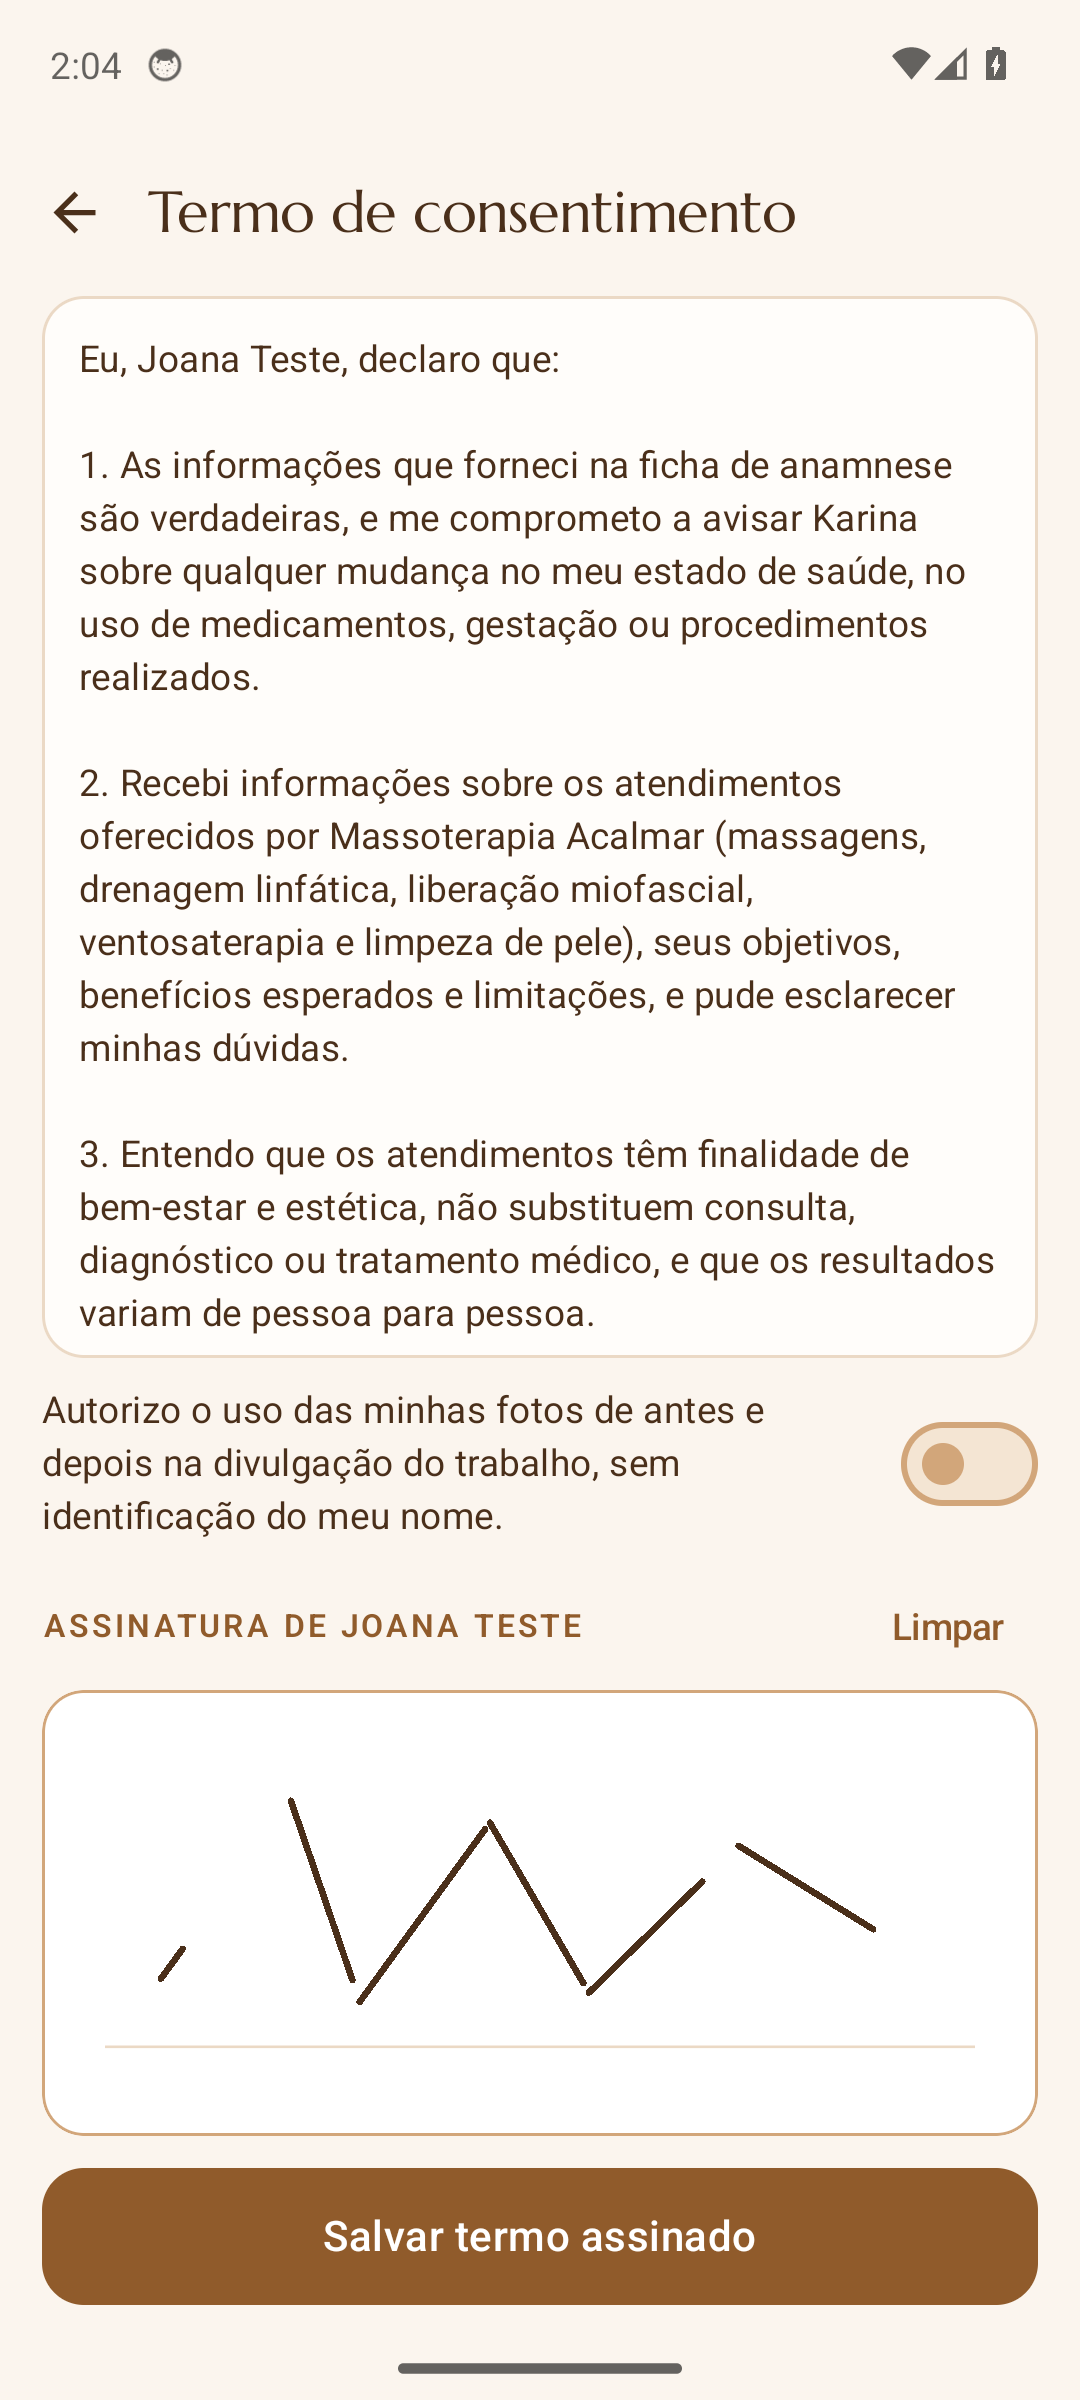 2:04
Termo de consentimento
Eu, Joana Teste, declaro que:
1. As informações que forneci na ficha de anamnese
são verdadeiras, e me comprometo a avisar Karina
sobre qualquer mudança no meu estado de saúde, no
uso de medicamentos, gestação ou procedimentos
realizados.
2. Recebi informações sobre os atendimentos
oferecidos por Massoterapia Acalmar (massagens,
drenagem linfática, liberação miofascial,
ventosaterapia e limpeza de pele), seus objetivos,
benefícios esperados e limitações, e pude esclarecer
minhas dúvidas.
3. Entendo que os atendimentos têm finalidade de
bem-estar e estética, não substituem consulta,
diagnóstico ou tratamento médico, e que os resultados
variam de pessoa para pessoa.
Autorizo o uso das minhas fotos de antes e
depois na divulgação do trabalho, sem
identificação do meu nome.
ASSINATURA DE JOANA TESTE
Limpar
Salvar termo assinado